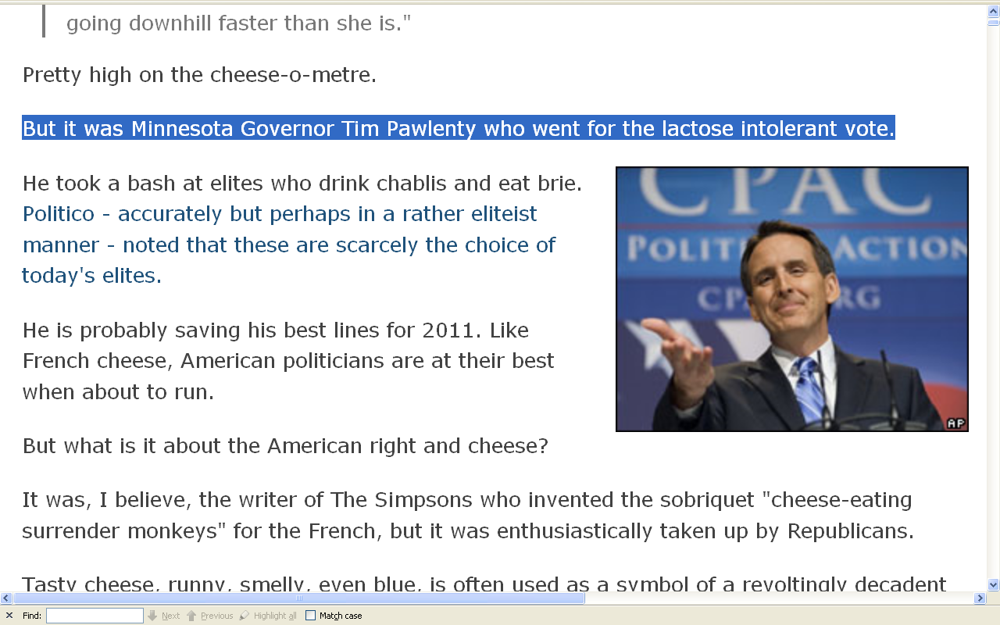 going downhill faster than she is."
Pretty high on the cheese-o-metre.
But it was Minnesota Governor Tim Pawlenty who went for the lactose intolerant vote.
He took a bash at elites who drink chablis and eat brie.
Politico - accurately but perhaps in a rather eliteist
manner - noted that these are scarcely the choice of
today's elites.
CPAC
POLITI ACTION
CP RG
AP
He is probably saving his best lines for 2011. Like
French cheese, American politicians are at their best
when about to run.
But what is it about the American right and cheese?
It was, I believe, the writer of The Simpsons who invented the sobriquet "cheese-eating
surrender monkeys" for the French, but it was enthusiastically taken up by Republicans.
Tasty cheese, runny, smelly, even blue, is often used as a symbol of a revoltingly decadent
Find: Next Previous Highlight all Match case